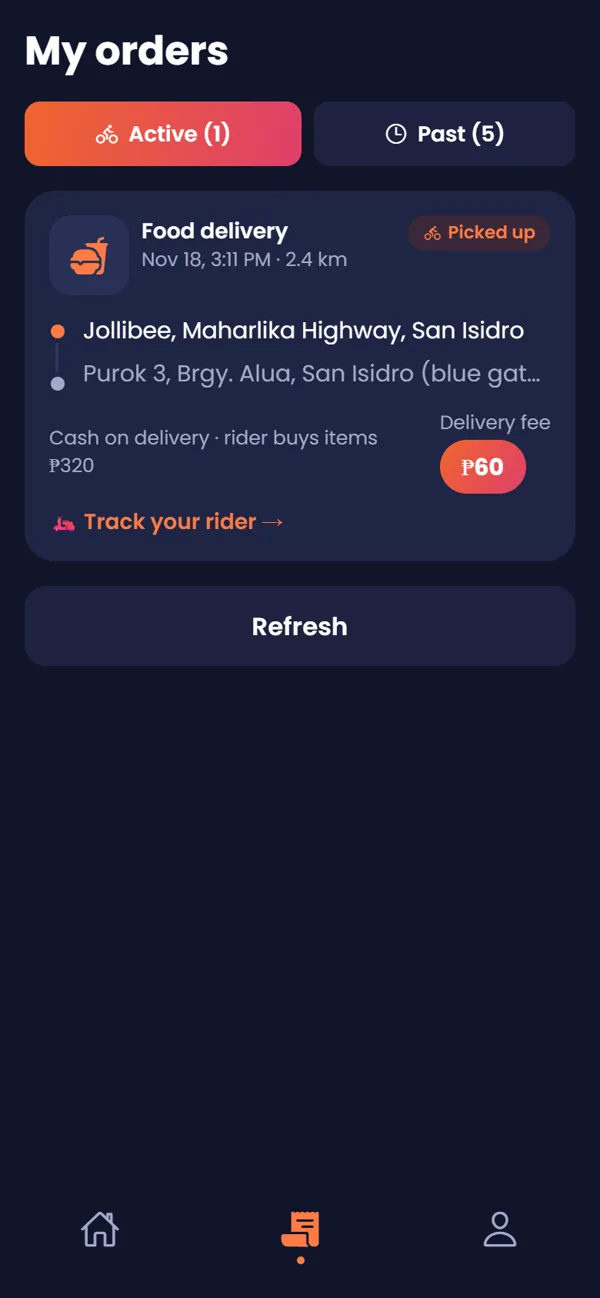 My orders
Active (1)
Past (5)
Food delivery
Picked up
Nov 18, 3:11 PM · 2.4 km
Jollibee, Maharlika Highway, San Isidro
Purok 3, Brgy. Alua, San Isidro (blue gat…
Delivery fee
Cash on delivery · rider buys items
₱320
₱60
Track your rider →
Refresh